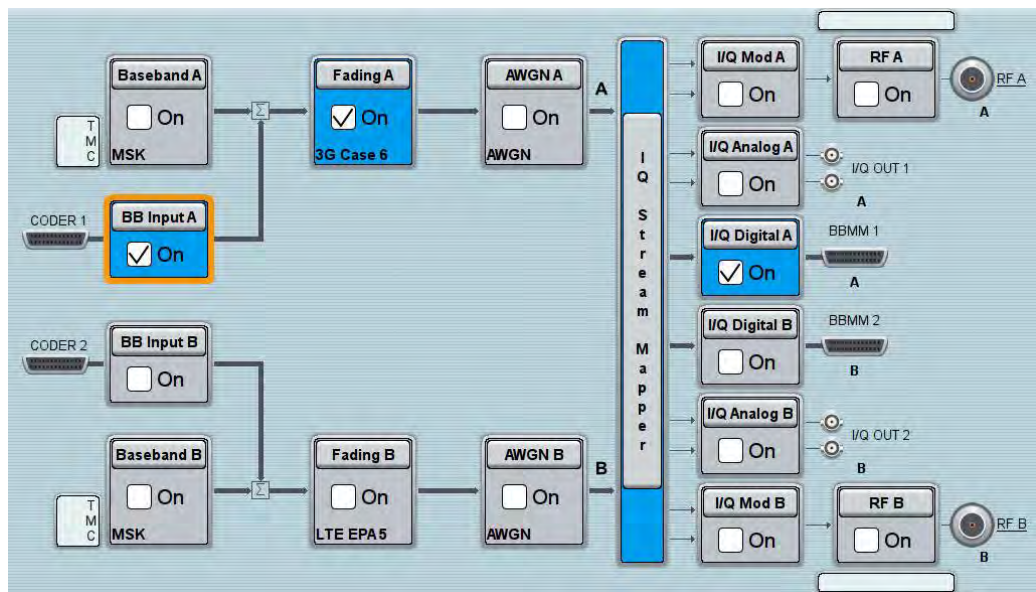 Baseband A
On
T
M
C
MSK
Fading A
On
3G Case 6
AWGN A
On
AWGN
A
I/Q Mod A
On
RF A
On
RF A
A
I/Q Analog A
On
I/Q OUT 1
A
CODER 1
BB Input A
On
I/Q Digital A
On
BBMM 1
A
I
Q
S
t
r
e
a
m
M
a
p
p
e
r
CODER 2
BB Input B
On
I/Q Digital B
On
BBMM 2
B
I/Q Analog B
On
I/Q OUT 2
B
Baseband B
On
T
M
C
MSK
Fading B
On
LTE EPA 5
AWGN B
On
AWGN
B
I/Q Mod B
On
RF B
On
RF B
B
Σ
Σ